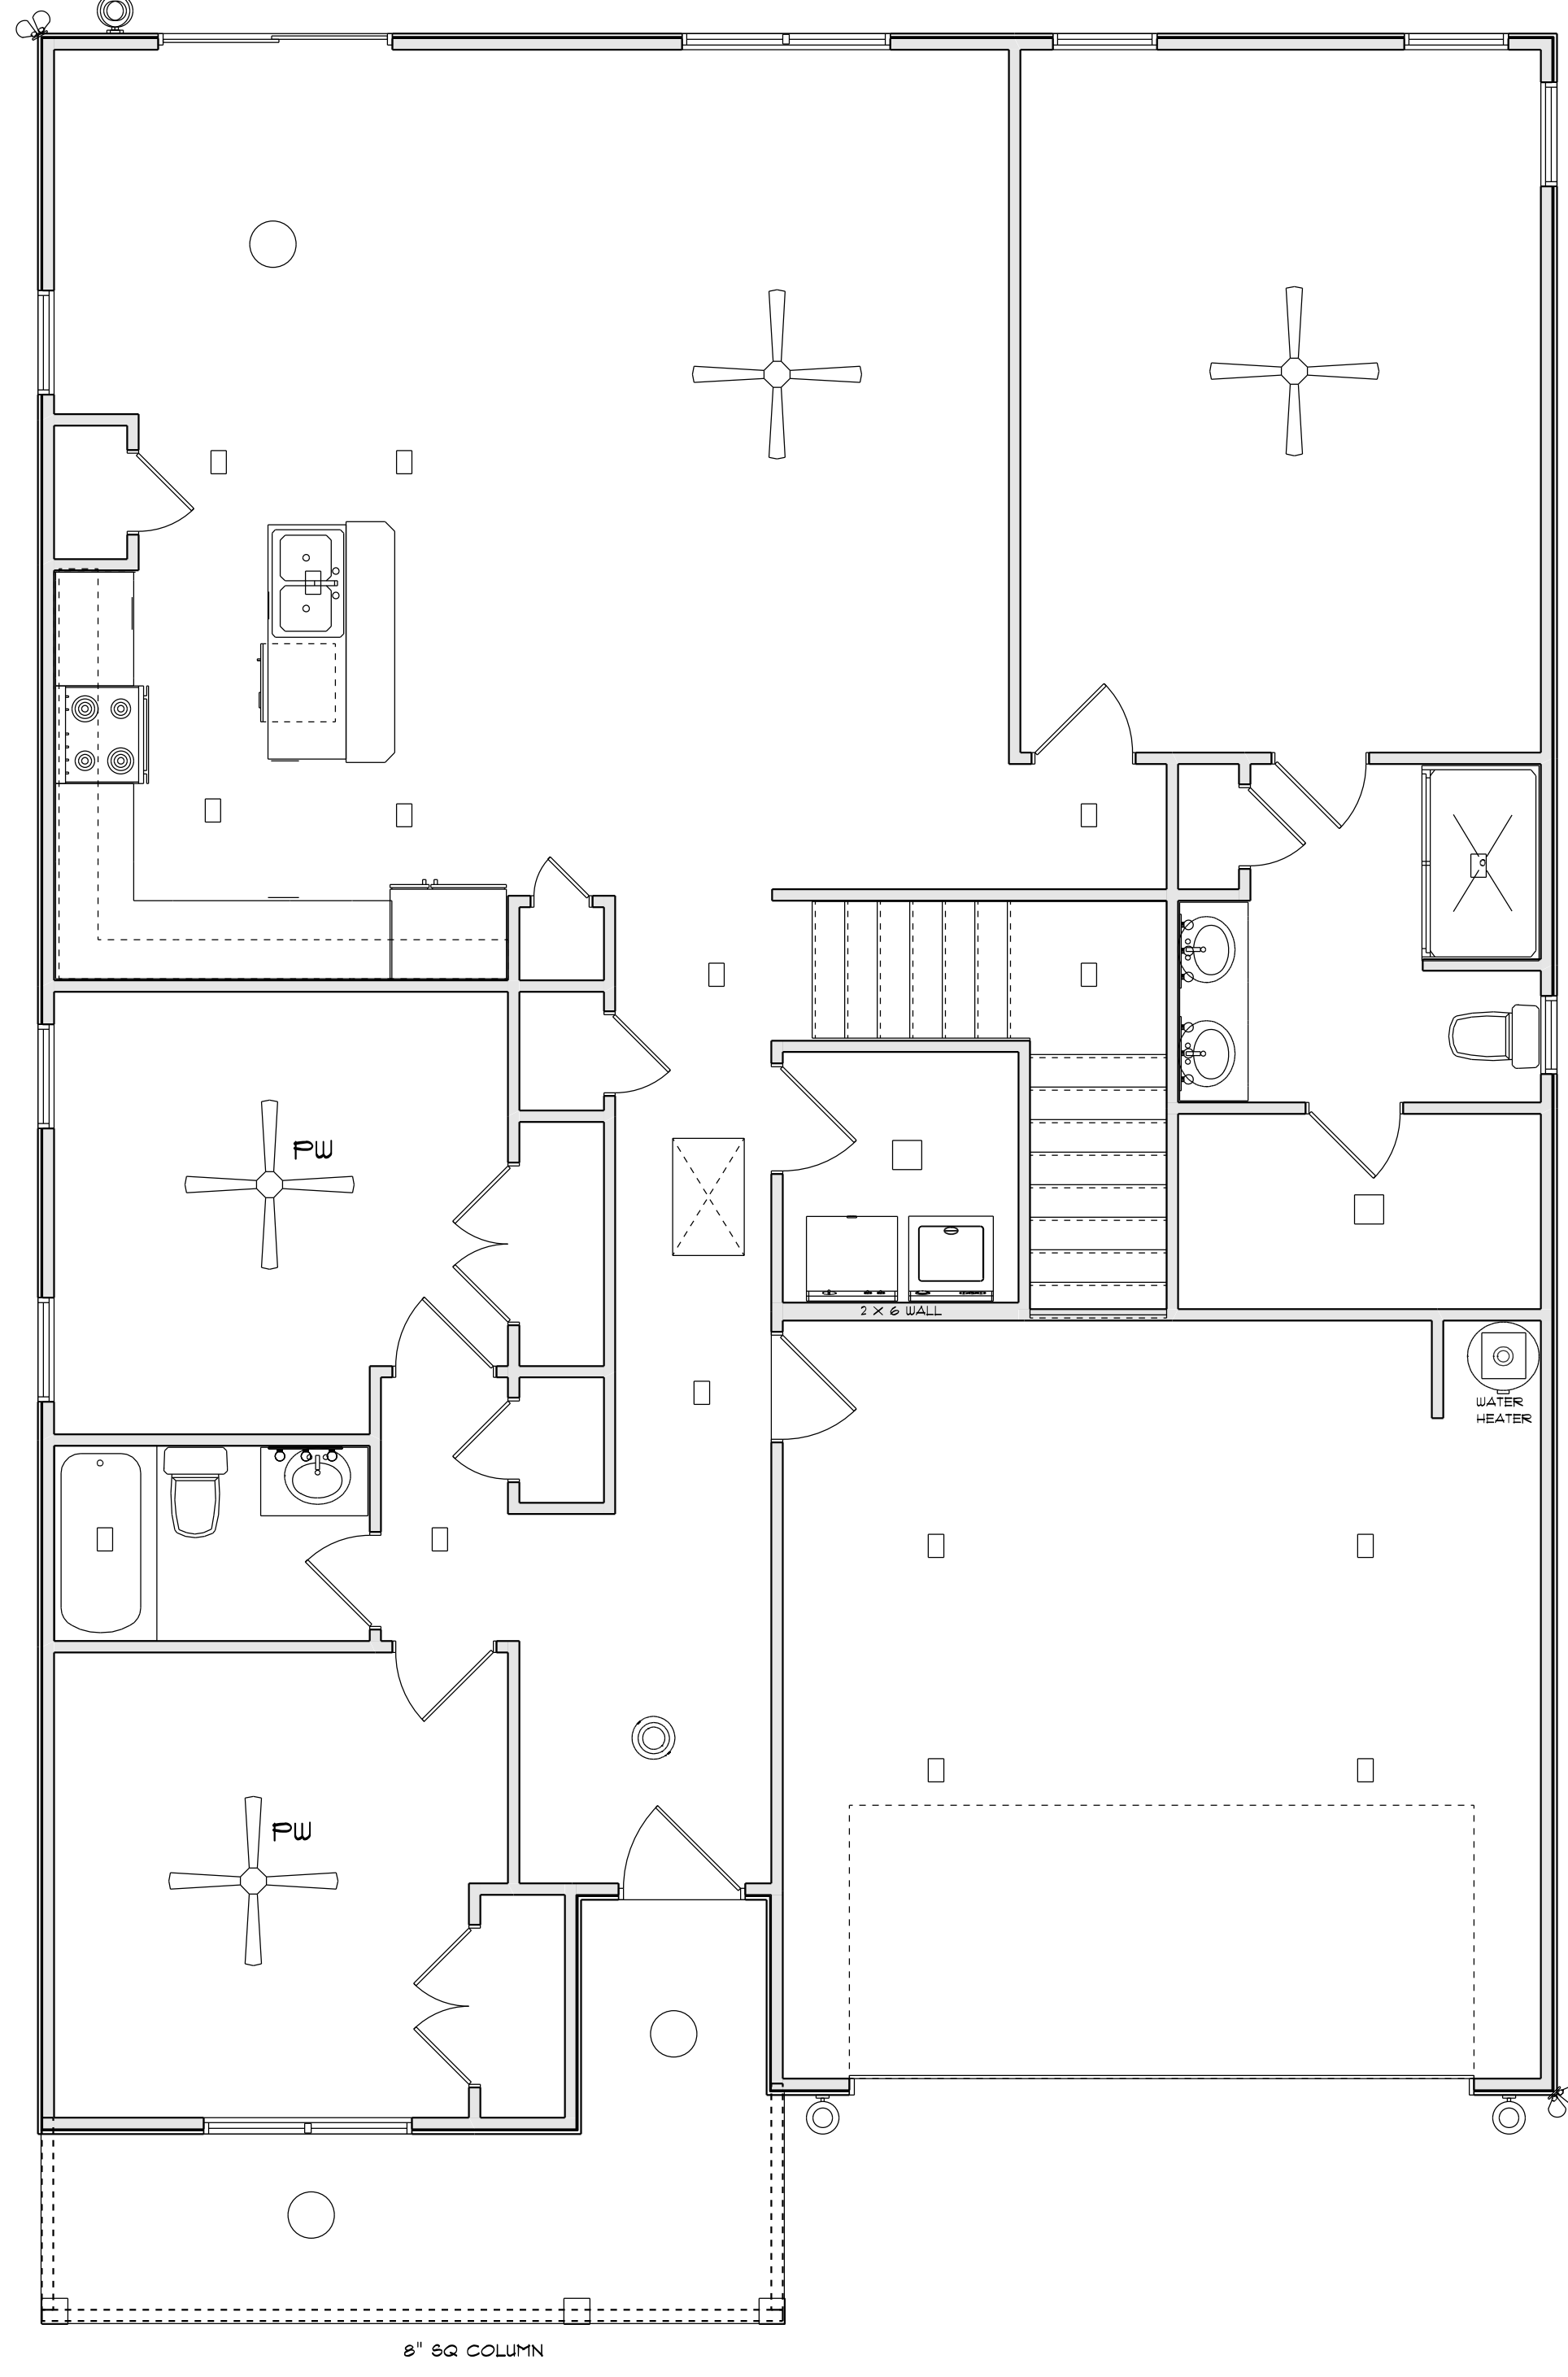 PW
2 X 6 WALL
WATER
HEATER
PW
8" SQ COLUMN